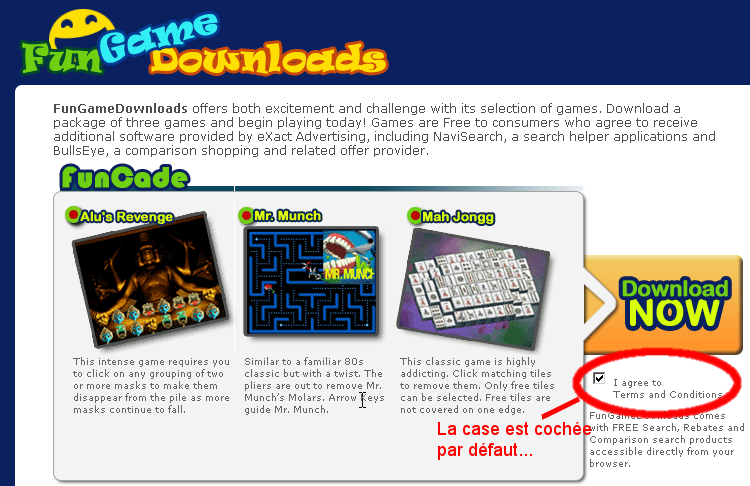 FunGame
Downloads
FunGameDownloads offers both excitement and challenge with its selection of games. Download a
package of three games and begin playing today! Games are Free to consumers who agree to receive
additional software provided by eXact Advertising, including NaviSearch, a search helper applications and
BullsEye, a comparison shopping and related offer provider.
FunCade
Alu's Revenge
Mr. Munch
Mah Jongg
MR. MUNCH
Download
NOW
This intense game requires you
to click on any grouping of two
or more masks to make them
disappear from the pile as more
masks continue to fall.
Similar to a familiar 80s
classic but with a twist. The
pliers are out to remove Mr.
Munch's Molars. Arrow Keys
guide Mr. Munch.
This classic game is highly
addicting. Click matching tiles
to remove them. Only free tiles
can be selected. Free tiles are
not covered on one edge.
I agree to
Terms and Conditions
La case est cochée
par défaut...
FunGameDownloads comes
with FREE Search, Rebates and
Comparison search products
accessible directly from your
browser.